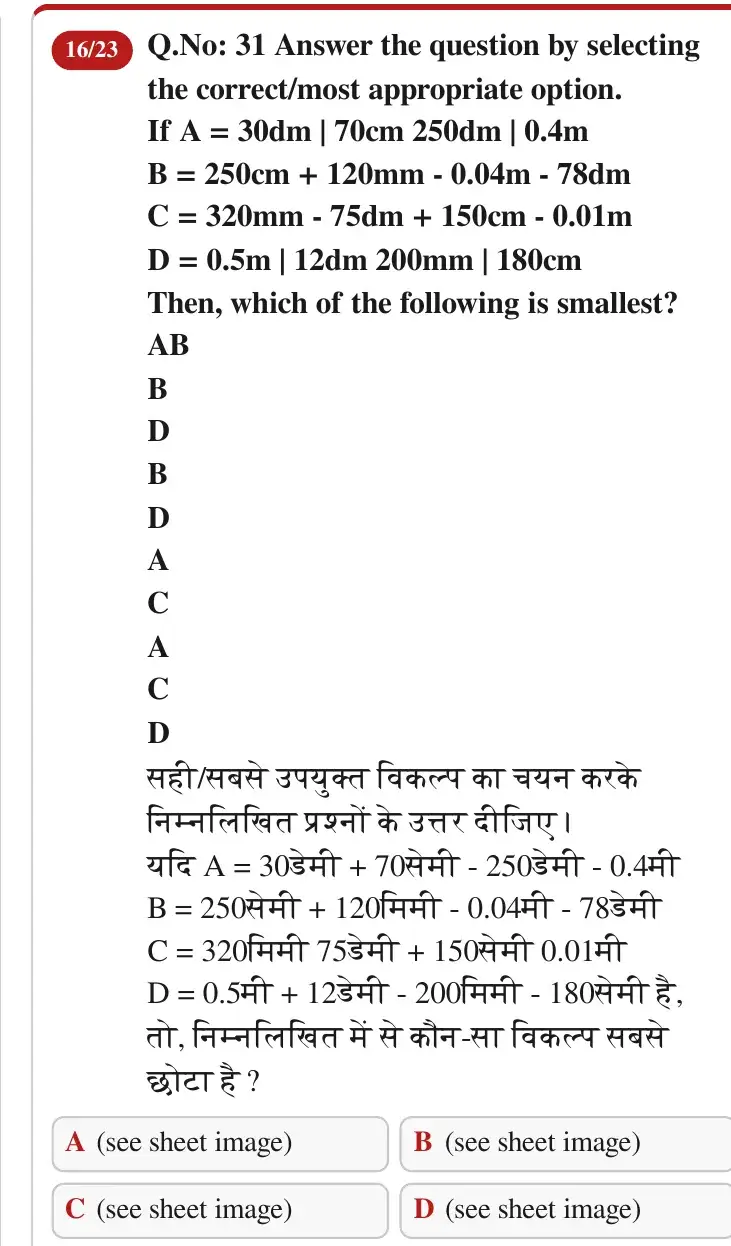 16/23 Q.No: 31 Answer the question by selecting
the correct/most appropriate option.
If A = 30dm | 70cm 250dm | 0.4m
B = 250cm + 120mm - 0.04m - 78dm
C = 320mm - 75dm + 150cm - 0.01m
D = 0.5m | 12dm 200mm | 180cm
Then, which of the following is smallest?
AB
B
D
B
D
A
C
A
C
D
सही/सबसे उपयुक्त विकल्प का चयन करके
निम्नलिखित प्रश्नों के उत्तर दीजिए।
यदि A = 30डेमी + 70सेमी - 250डेमी - 0.4मी
B = 250सेमी + 120मिमी - 0.04मी - 78डेमी
C = 320मिमी 75डेमी + 150सेमी 0.01मी
D = 0.5मी + 12डेमी - 200मिमी - 180सेमी है,
तो, निम्नलिखित में से कौन-सा विकल्प सबसे
छोटा है ?
A (see sheet image)
B (see sheet image)
C (see sheet image)
D (see sheet image)